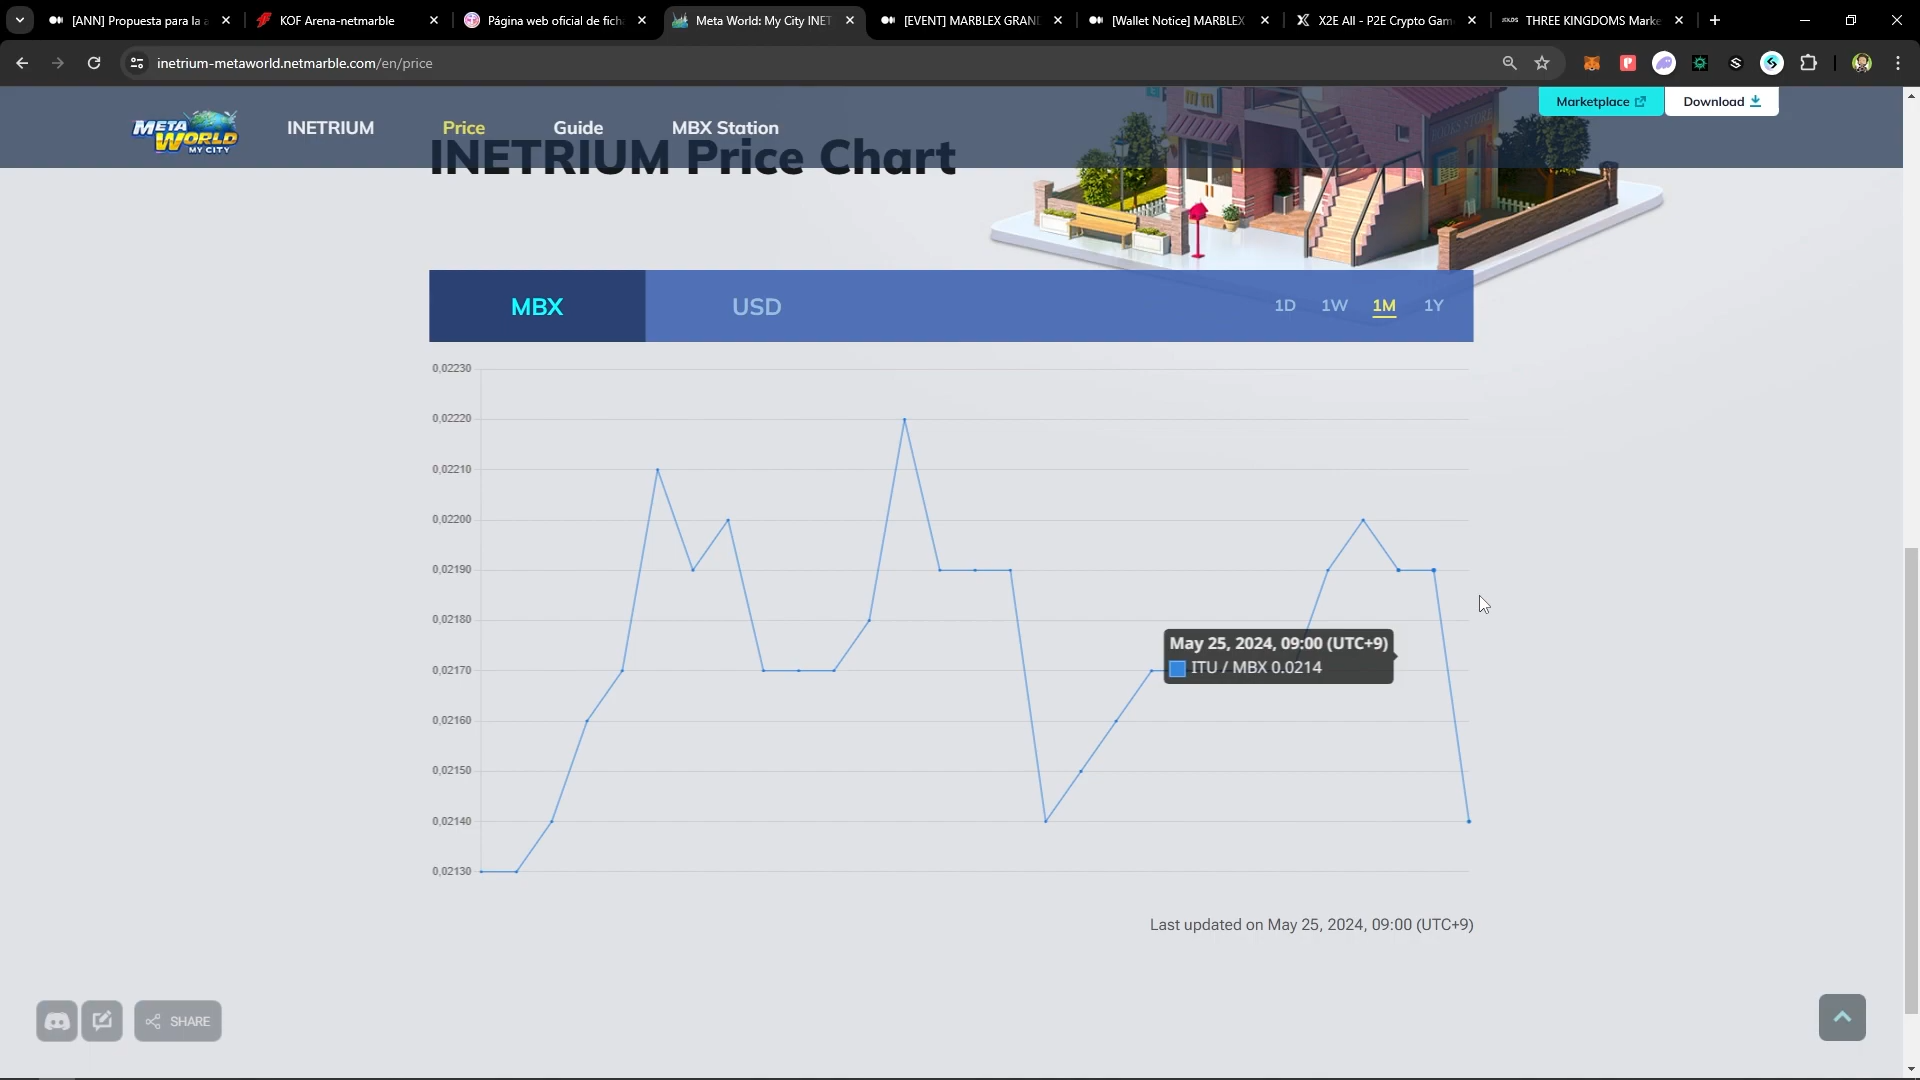 [ANN] Propuesta para la a
KOF Arena-netmarble
Página web oficial de fich
Meta World: My City INET
[EVENT] MARBLEX GRAN
[Wallet Notice] MARBLEX
X2E All - P2E Crypto Gam
THREE KINGDOMS Marke
inetrium-metaworld.netmarble.com/en/price
META WORLD MY CITY
INETRIUM
Price
Guide
MBX Station
Marketplace
Download
INETRIUM Price Chart
MBX
USD
1D
1W
1M
1Y
0,02230
0,02220
0,02210
0,02200
0,02190
0,02180
0,02170
0,02160
0,02150
0,02140
0,02130
May 25, 2024, 09:00 (UTC+9)
ITU / MBX 0.0214
Last updated on May 25, 2024, 09:00 (UTC+9)
SHARE